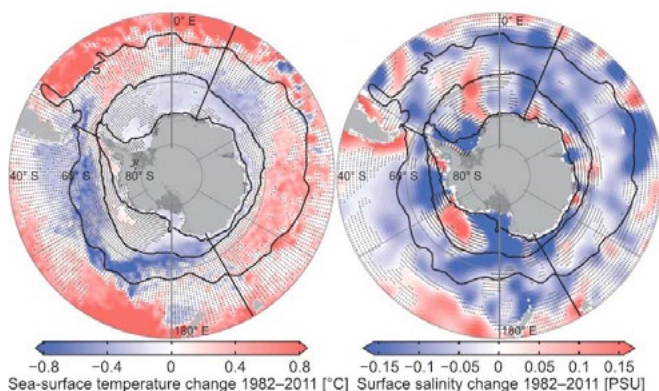 0° E
0° E
40° S
60° S
80° S
40° S
60° S
80° S
180° E
180° E
−0.8 −0.4 0 0.4 0.8
−0.15 −0.10 −0.05 0 0.05 0.10 0.15
Sea-surface temperature change 1982–2011 [°C]
Surface salinity change 1982–2011 [PSU]